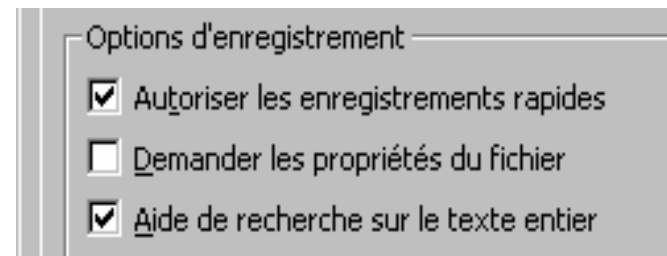 Options d'enregistrement
Autoriser les enregistrements rapides
Demander les propriétés du fichier
Aide de recherche sur le texte entier